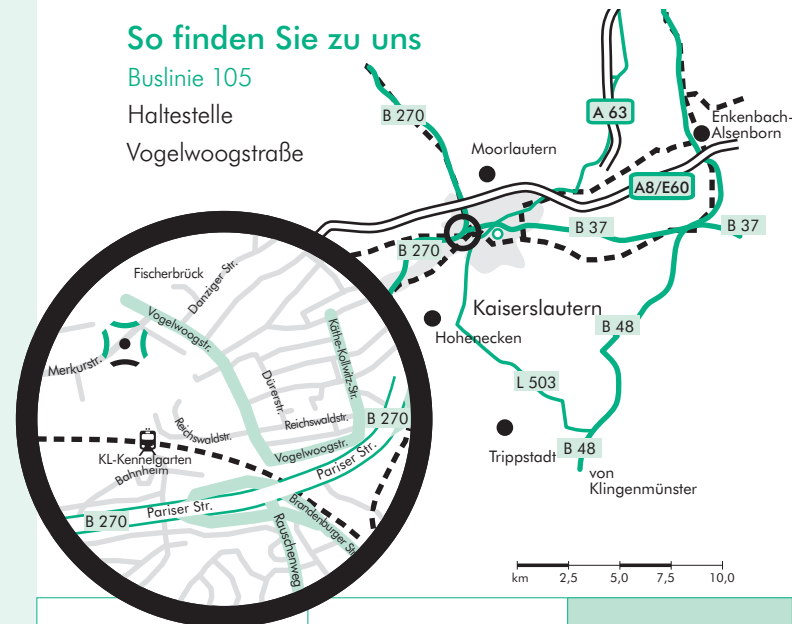 So finden Sie zu uns
Buslinie 105
Haltestelle
Vogelwoogstraße
B 270
A 63
Enkenbach-
Alsenborn
Moorlautern
A8/E60
B 37
B 37
B 270
Kaiserslautern
Hohenecken
B 48
L 503
Trippstadt
B 48
von
Klingenmünster
km 2,5 5,0 7,5 10,0
Fischerbrück
Danziger Str.
Vogelwoogstr.
Käthe-Kollwitz-Str.
Merkurstr.
Dürerstr.
Reichswaldstr.
Reichswaldstr.
B 270
Vogelwoogstr.
KL-Kennelgarten
Bahnheim
Pariser Str.
Pariser Str.
B 270
Brandenburger Str.
Rauschenweg